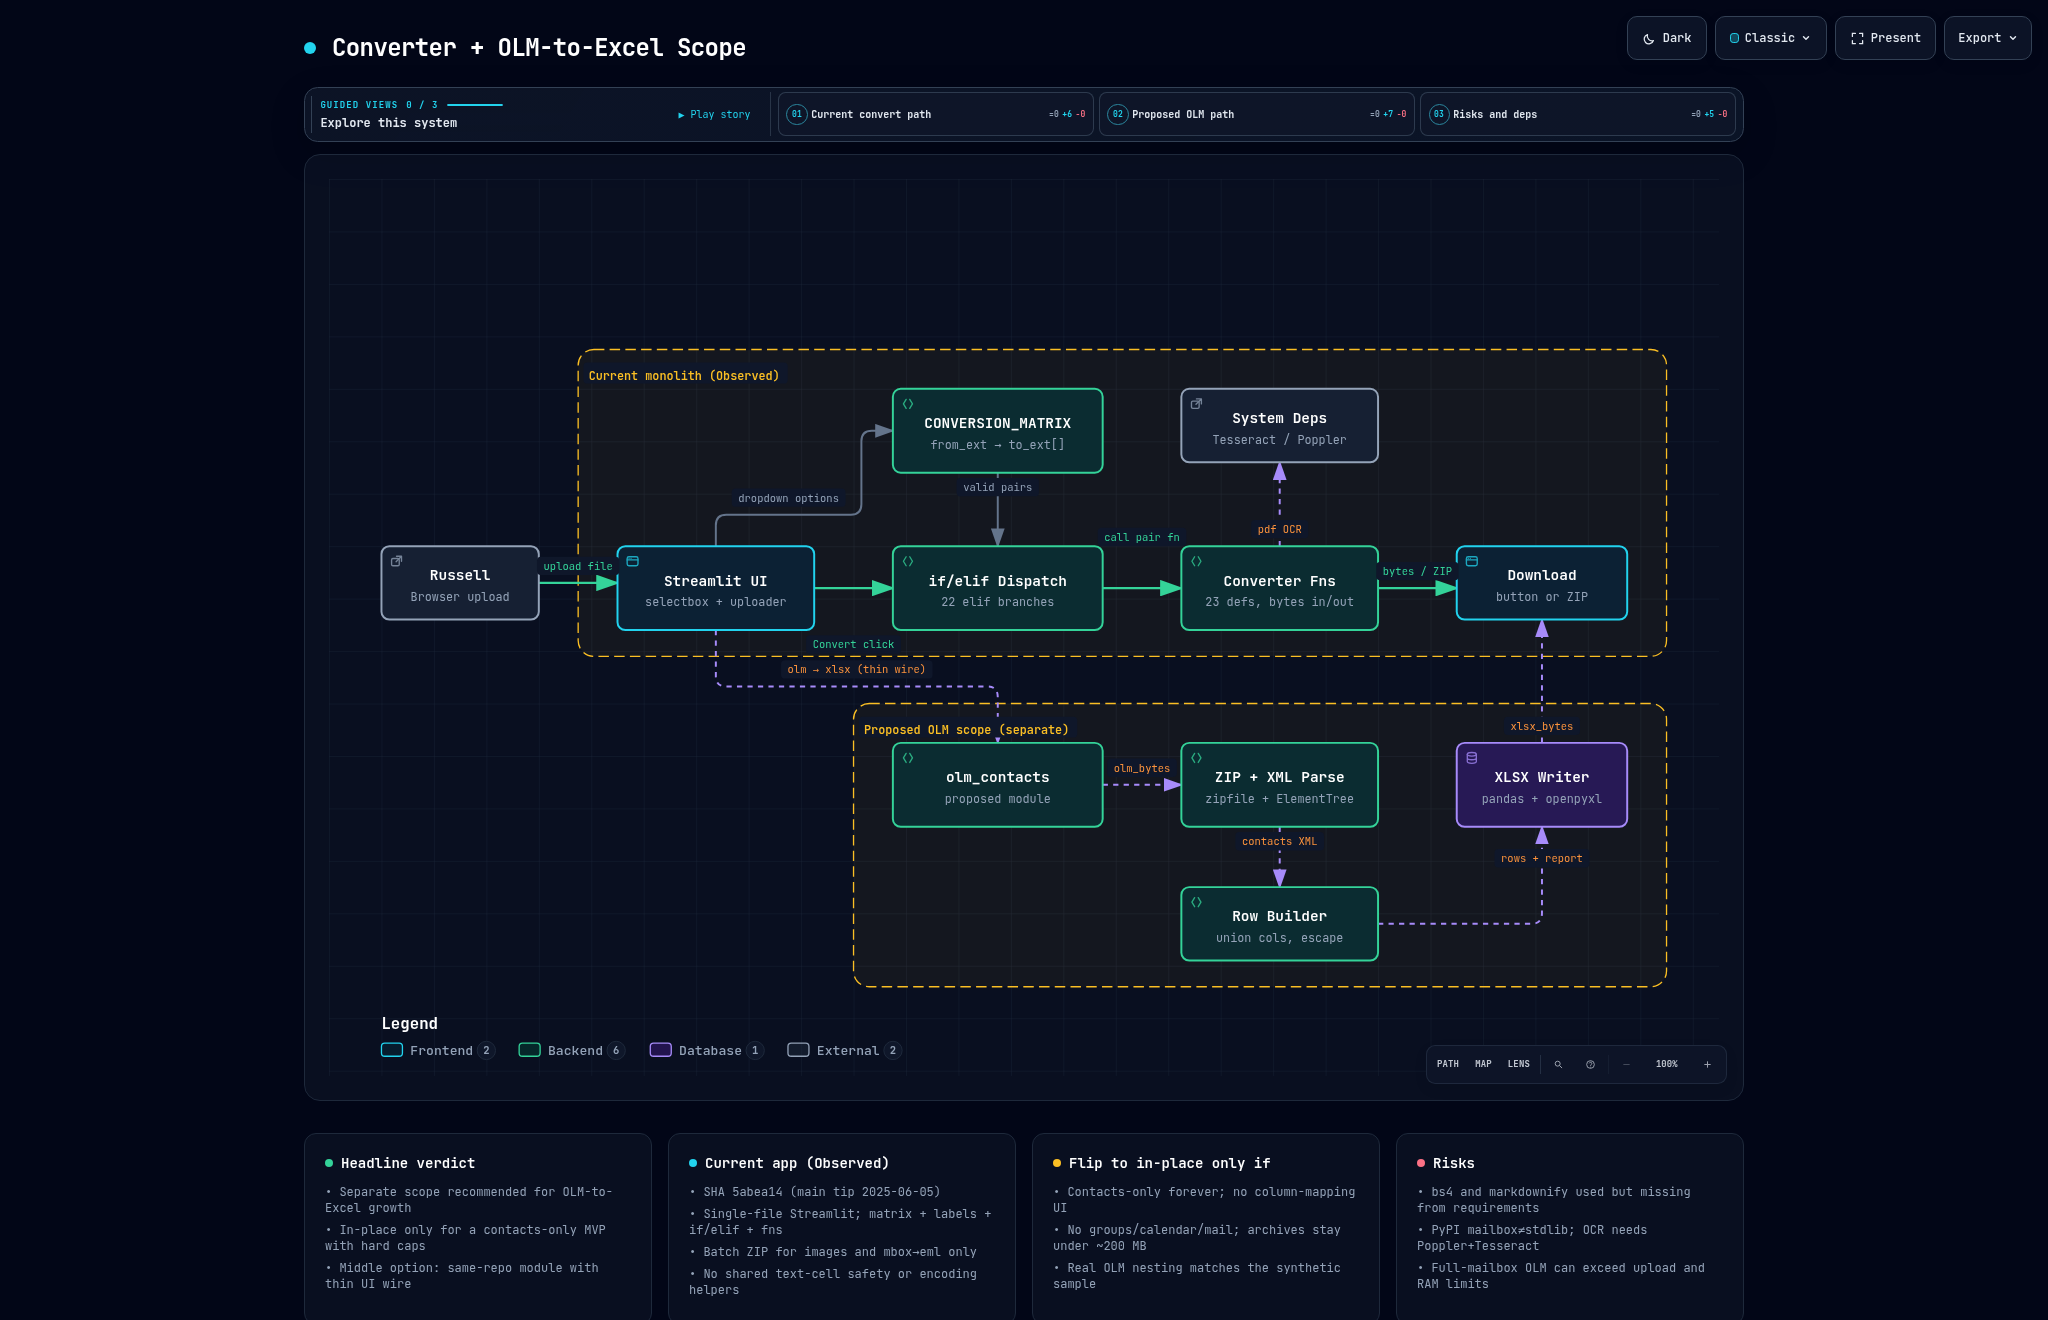 Converter + OLM-to-Excel Scope
Dark
Classic
Present
Export
GUIDED VIEWS 0 / 3
Explore this system
▶ Play story
01 Current convert path =0 +6 -0
02 Proposed OLM path =0 +7 -0
03 Risks and deps =0 +5 -0
Current monolith (Observed)
CONVERSION_MATRIX
from_ext → to_ext[]
System Deps
Tesseract / Poppler
valid pairs
dropdown options
pdf OCR
call pair fn
upload file
bytes / ZIP
Russell
Browser upload
Streamlit UI
selectbox + uploader
if/elif Dispatch
22 elif branches
Converter Fns
23 defs, bytes in/out
Download
button or ZIP
Convert click
olm → xlsx (thin wire)
Proposed OLM scope (separate)
xlsx_bytes
olm_contacts
proposed module
olm_bytes
ZIP + XML Parse
zipfile + ElementTree
XLSX Writer
pandas + openpyxl
contacts XML
rows + report
Row Builder
union cols, escape
Legend
Frontend 2
Backend 6
Database 1
External 2
PATH
MAP
LENS
100%
Headline verdict
• Separate scope recommended for OLM-to-
Excel growth
• In-place only for a contacts-only MVP
with hard caps
• Middle option: same-repo module with
thin UI wire
Current app (Observed)
• SHA 5abea14 (main tip 2025-06-05)
• Single-file Streamlit; matrix + labels +
if/elif + fns
• Batch ZIP for images and mbox→eml only
• No shared text-cell safety or encoding
helpers
Flip to in-place only if
• Contacts-only forever; no column-mapping
UI
• No groups/calendar/mail; archives stay
under ~200 MB
• Real OLM nesting matches the synthetic
sample
Risks
• bs4 and markdownify used but missing
from requirements
• PyPI mailbox≠stdlib; OCR needs
Poppler+Tesseract
• Full-mailbox OLM can exceed upload and
RAM limits